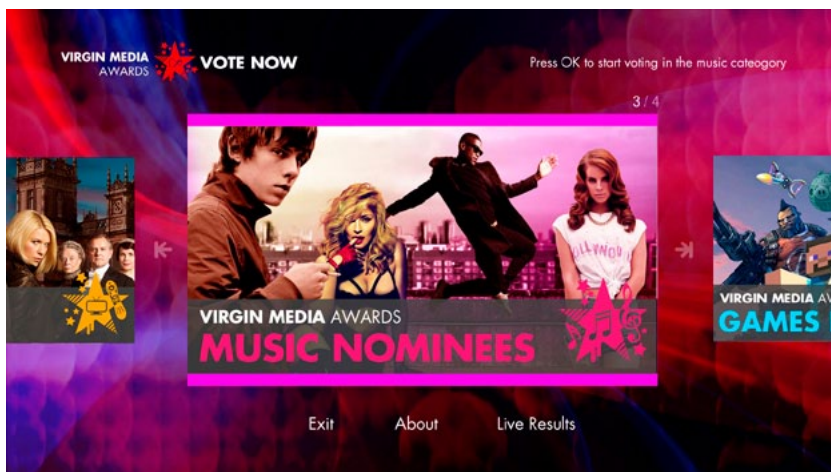 VIRGIN MEDIA
AWARDS
VOTE NOW
Press OK to start voting in the music cateogory
3 / 4
VIRGIN MEDIA AWARDS
MUSIC NOMINEES
VIRGIN MEDIA AW
GAMES
Exit About Live Results